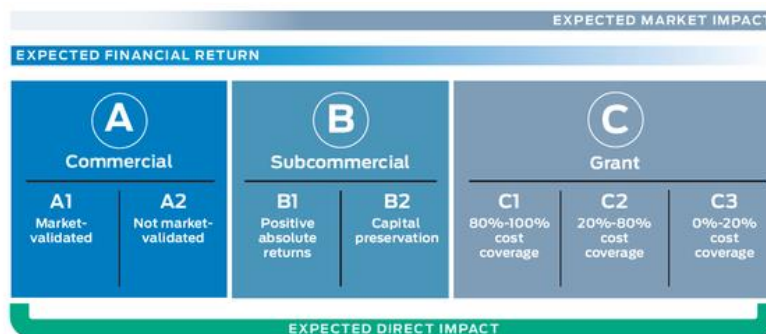 EXPECTED MARKET IMPACT
EXPECTED FINANCIAL RETURN
A
Commercial
A1
Market-
validated
A2
Not market-
validated
B
Subcommercial
B1
Positive
absolute
returns
B2
Capital
preservation
C
Grant
C1
80%-100%
cost
coverage
C2
20%-80%
cost
coverage
C3
0%-20%
cost
coverage
EXPECTED DIRECT IMPACT